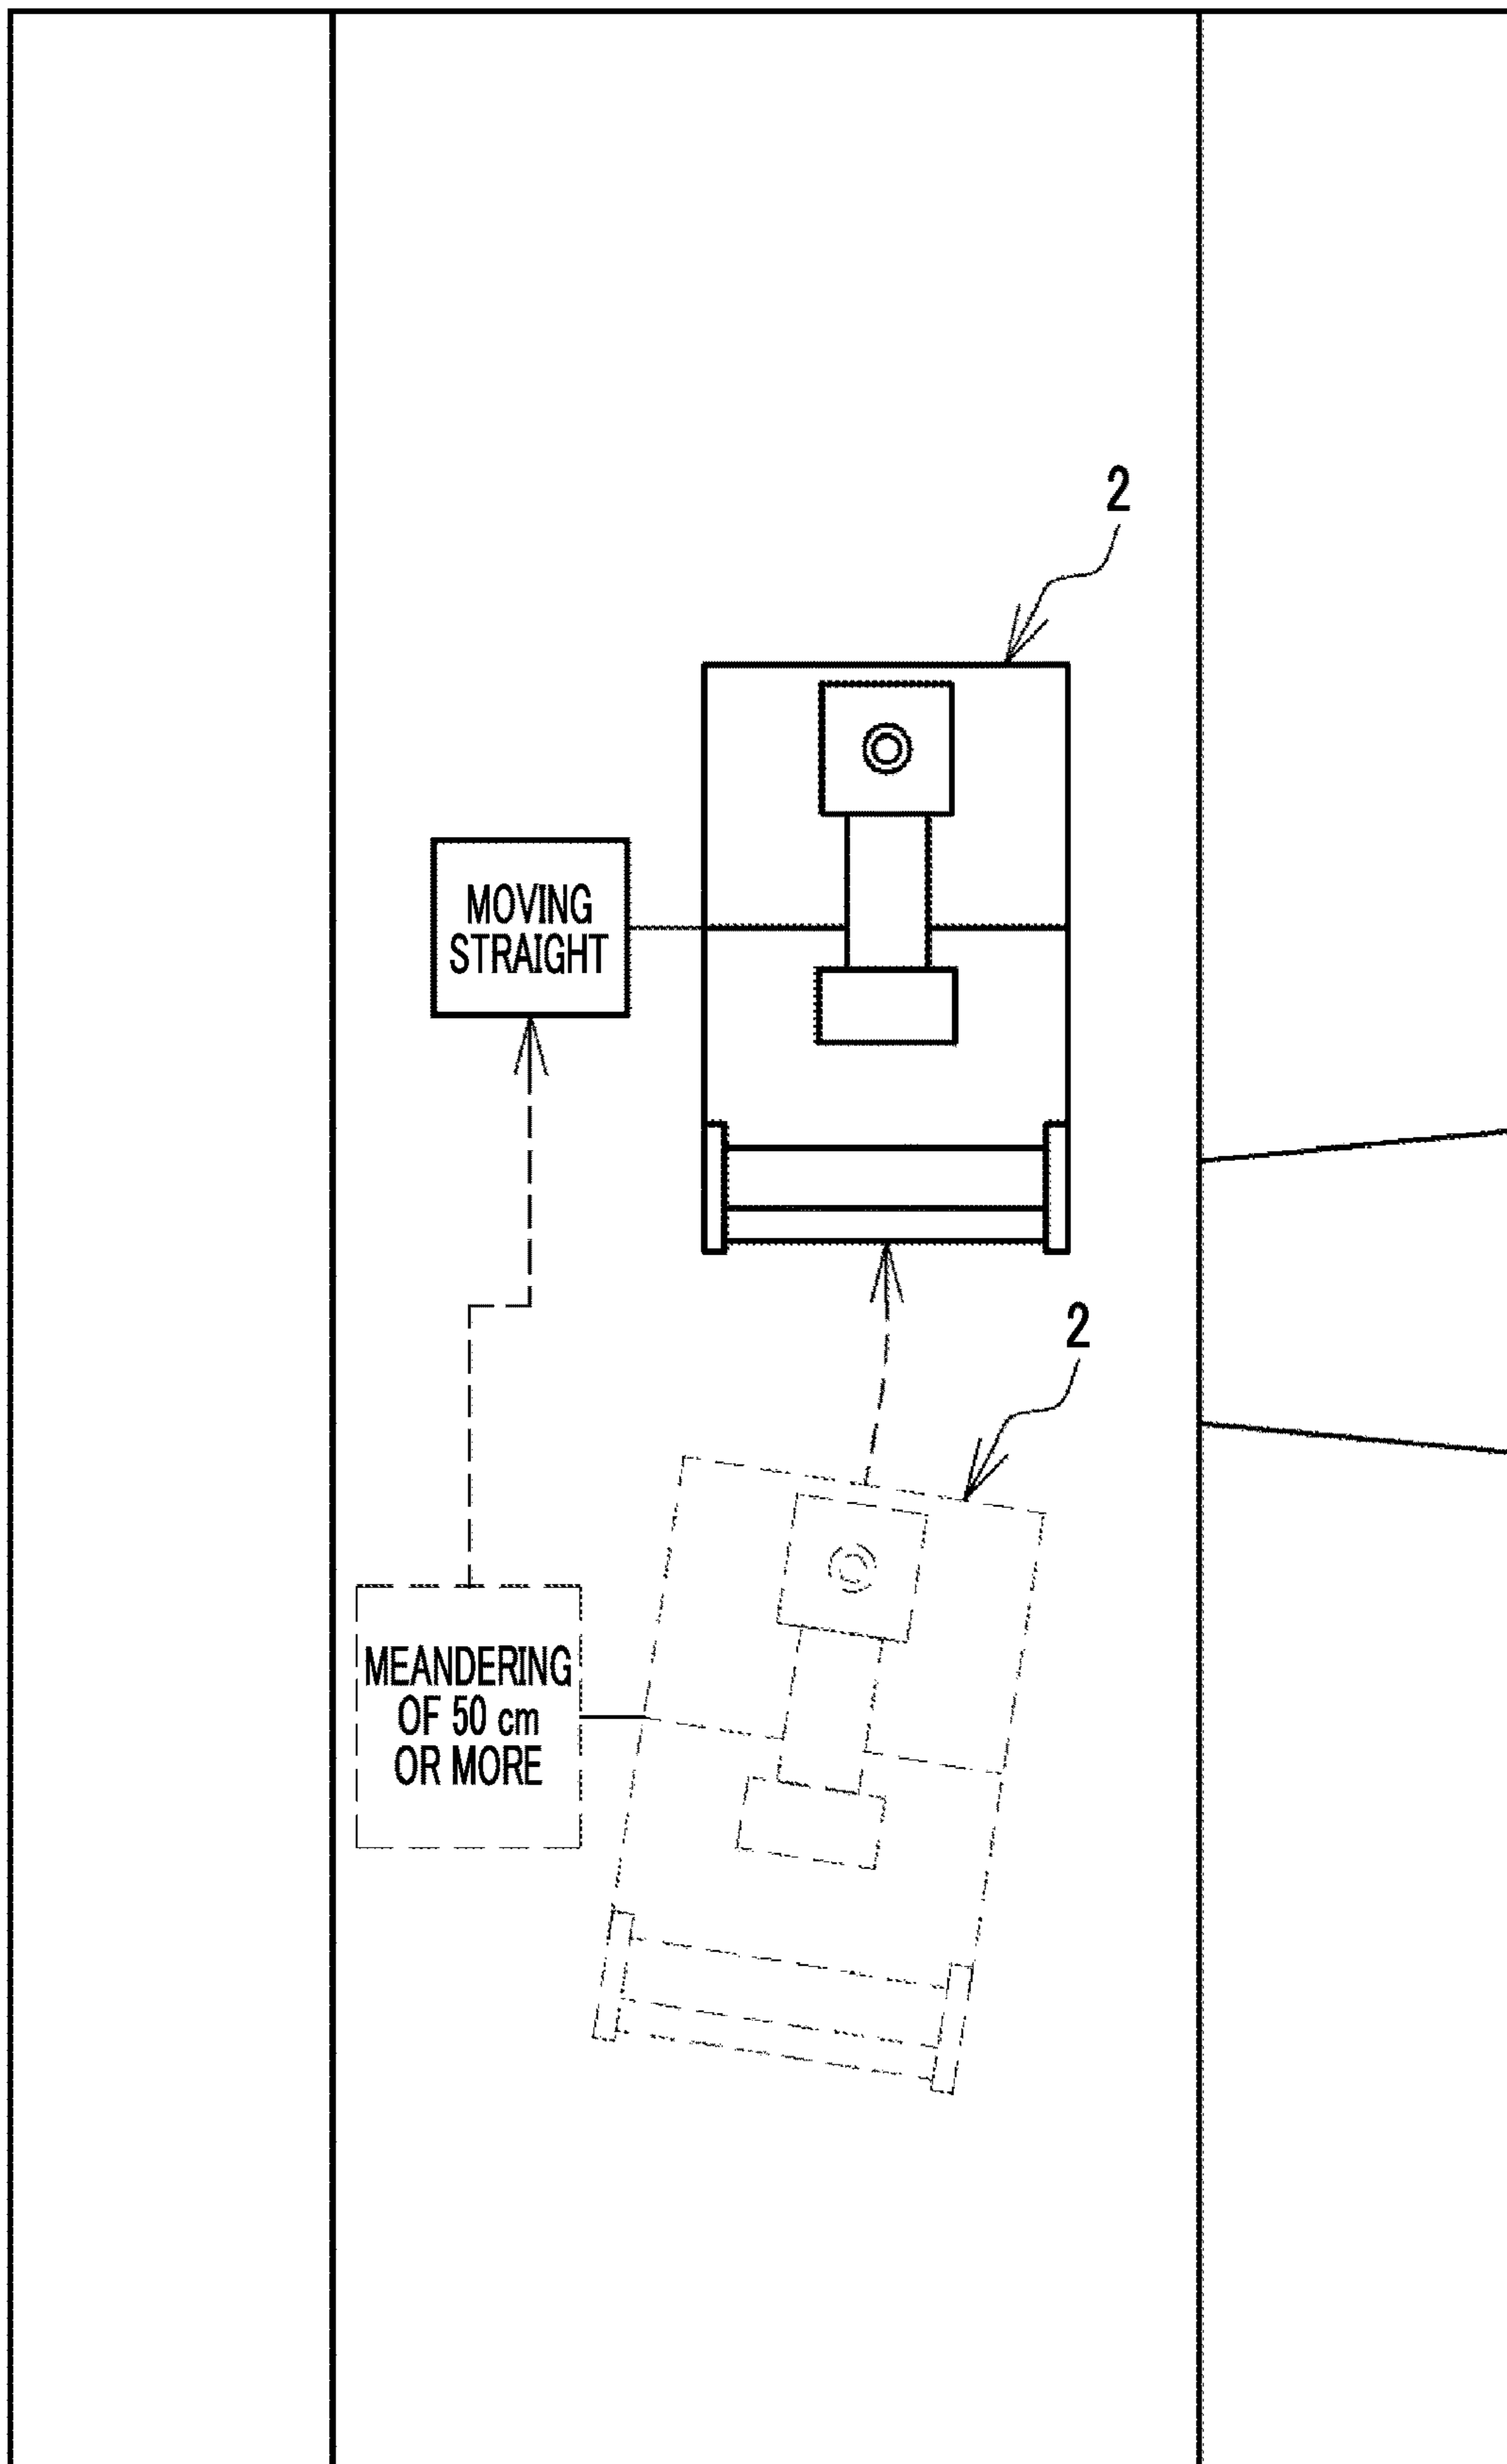 2
MOVING
STRAIGHT
2
MEANDERING
OF 50 cm
OR MORE